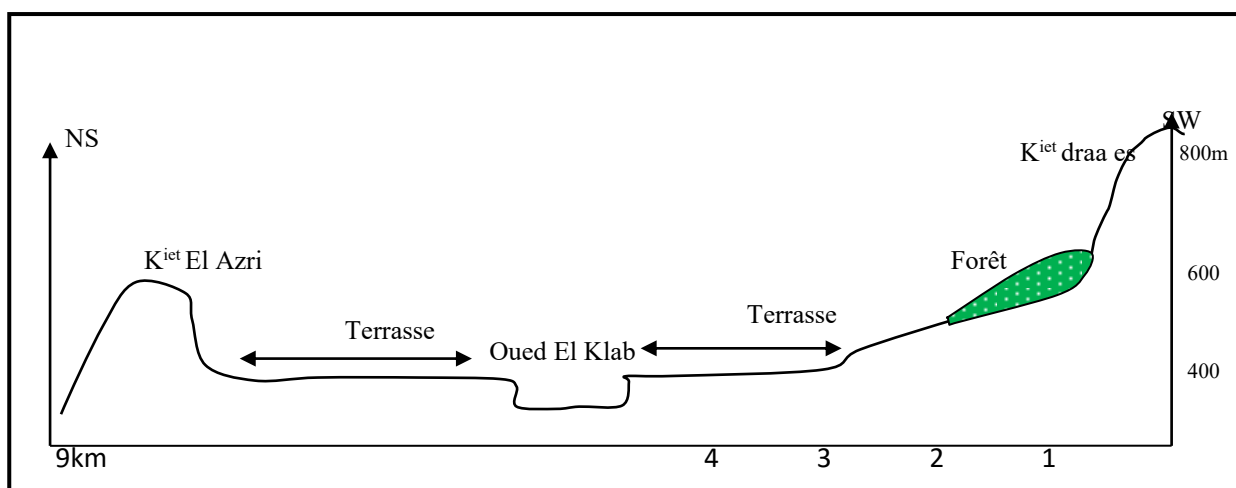 SW
NS
K^iet draa es
800m
K^iet El Azri
Forêt
600
Terrasse
Terrasse
Oued El Klab
400
9km
4
3
2
1